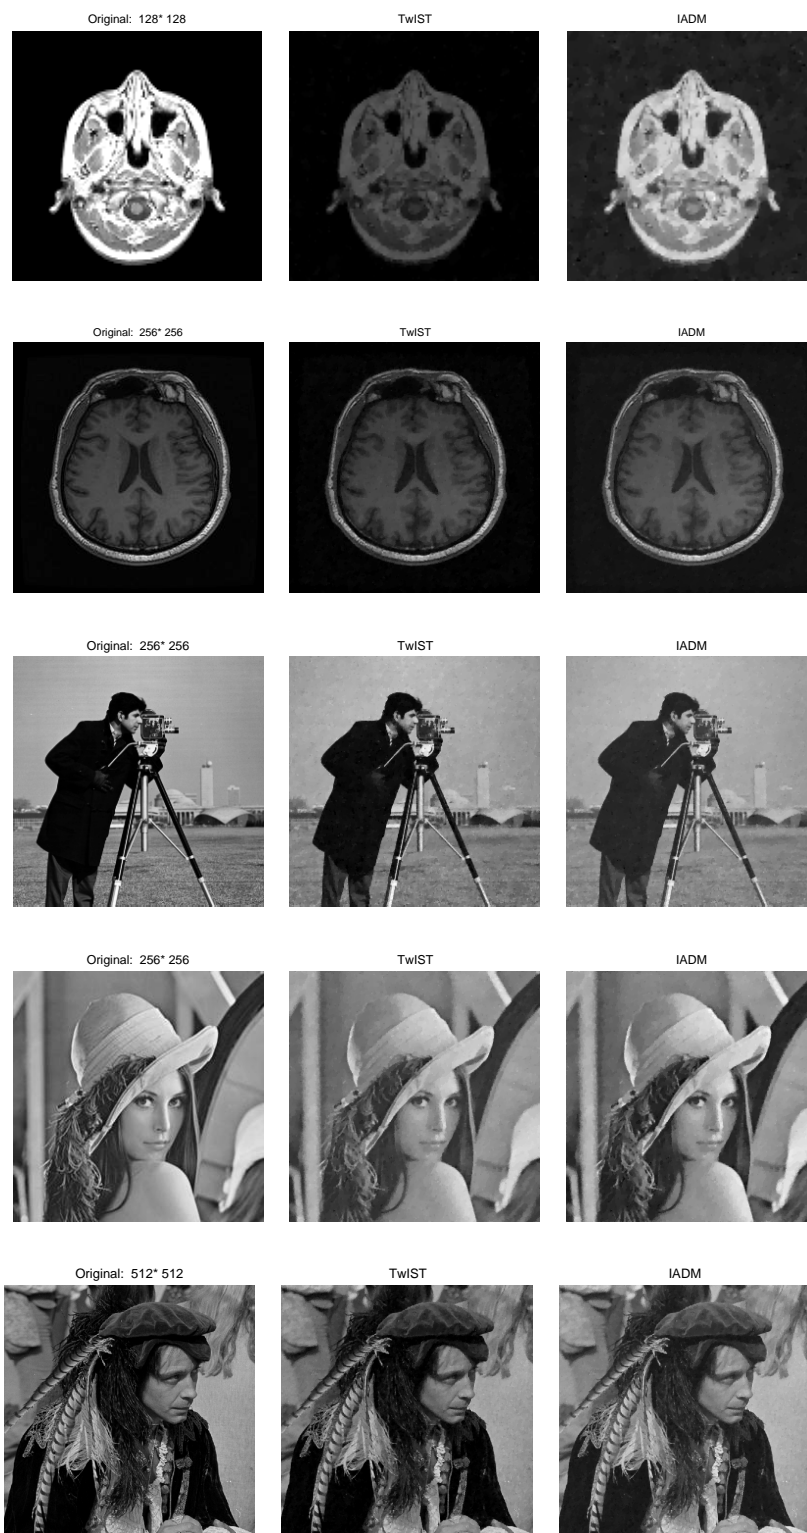 Original:  128* 128
TwIST
IADM
Original:  256* 256
TwIST
IADM
Original:  256* 256
TwIST
IADM
Original:  256* 256
TwIST
IADM
Original:  512* 512
TwIST
IADM